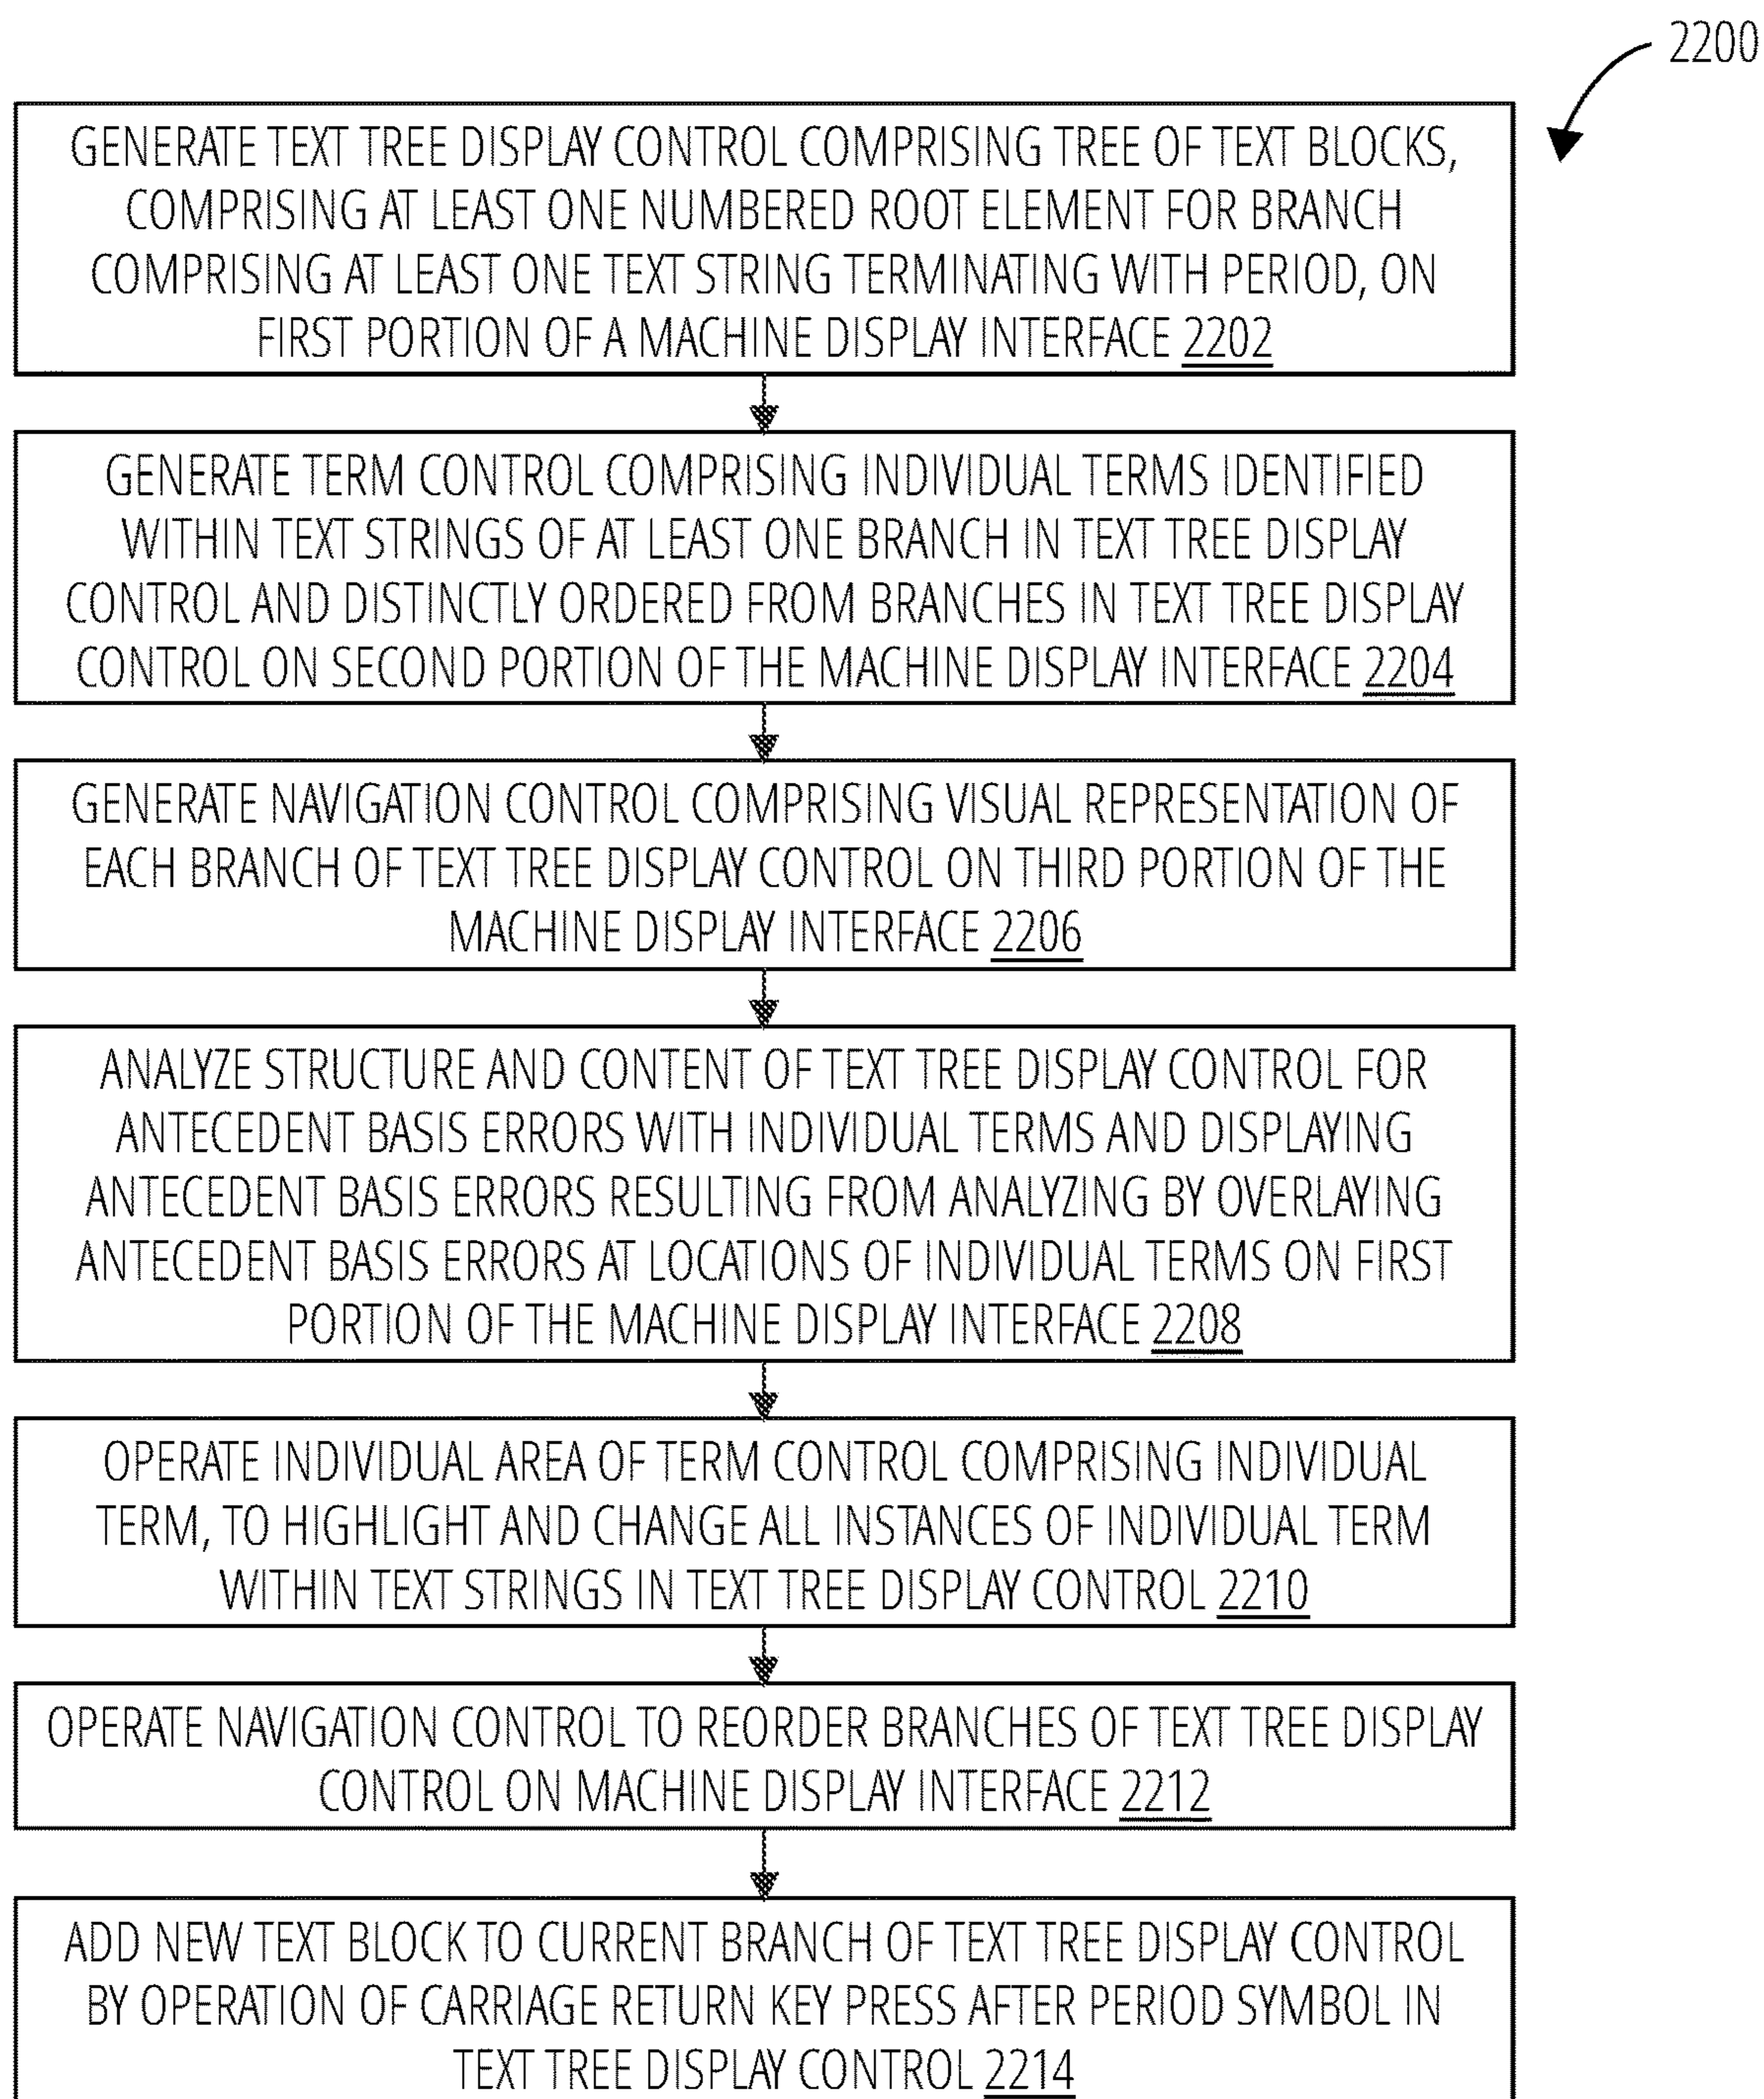 2200
GENERATE TEXT TREE DISPLAY CONTROL COMPRISING TREE OF TEXT BLOCKS,
COMPRISING AT LEAST ONE NUMBERED ROOT ELEMENT FOR BRANCH
COMPRISING AT LEAST ONE TEXT STRING TERMINATING WITH PERIOD, ON
FIRST PORTION OF A MACHINE DISPLAY INTERFACE 2202
GENERATE TERM CONTROL COMPRISING INDIVIDUAL TERMS IDENTIFIED
WITHIN TEXT STRINGS OF AT LEAST ONE BRANCH IN TEXT TREE DISPLAY
CONTROL AND DISTINCTLY ORDERED FROM BRANCHES IN TEXT TREE DISPLAY
CONTROL ON SECOND PORTION OF THE MACHINE DISPLAY INTERFACE 2204
GENERATE NAVIGATION CONTROL COMPRISING VISUAL REPRESENTATION OF
EACH BRANCH OF TEXT TREE DISPLAY CONTROL ON THIRD PORTION OF THE
MACHINE DISPLAY INTERFACE 2206
ANALYZE STRUCTURE AND CONTENT OF TEXT TREE DISPLAY CONTROL FOR
ANTECEDENT BASIS ERRORS WITH INDIVIDUAL TERMS AND DISPLAYING
ANTECEDENT BASIS ERRORS RESULTING FROM ANALYZING BY OVERLAYING
ANTECEDENT BASIS ERRORS AT LOCATIONS OF INDIVIDUAL TERMS ON FIRST
PORTION OF THE MACHINE DISPLAY INTERFACE 2208
OPERATE INDIVIDUAL AREA OF TERM CONTROL COMPRISING INDIVIDUAL
TERM, TO HIGHLIGHT AND CHANGE ALL INSTANCES OF INDIVIDUAL TERM
WITHIN TEXT STRINGS IN TEXT TREE DISPLAY CONTROL 2210
OPERATE NAVIGATION CONTROL TO REORDER BRANCHES OF TEXT TREE DISPLAY
CONTROL ON MACHINE DISPLAY INTERFACE 2212
ADD NEW TEXT BLOCK TO CURRENT BRANCH OF TEXT TREE DISPLAY CONTROL
BY OPERATION OF CARRIAGE RETURN KEY PRESS AFTER PERIOD SYMBOL IN
TEXT TREE DISPLAY CONTROL 2214